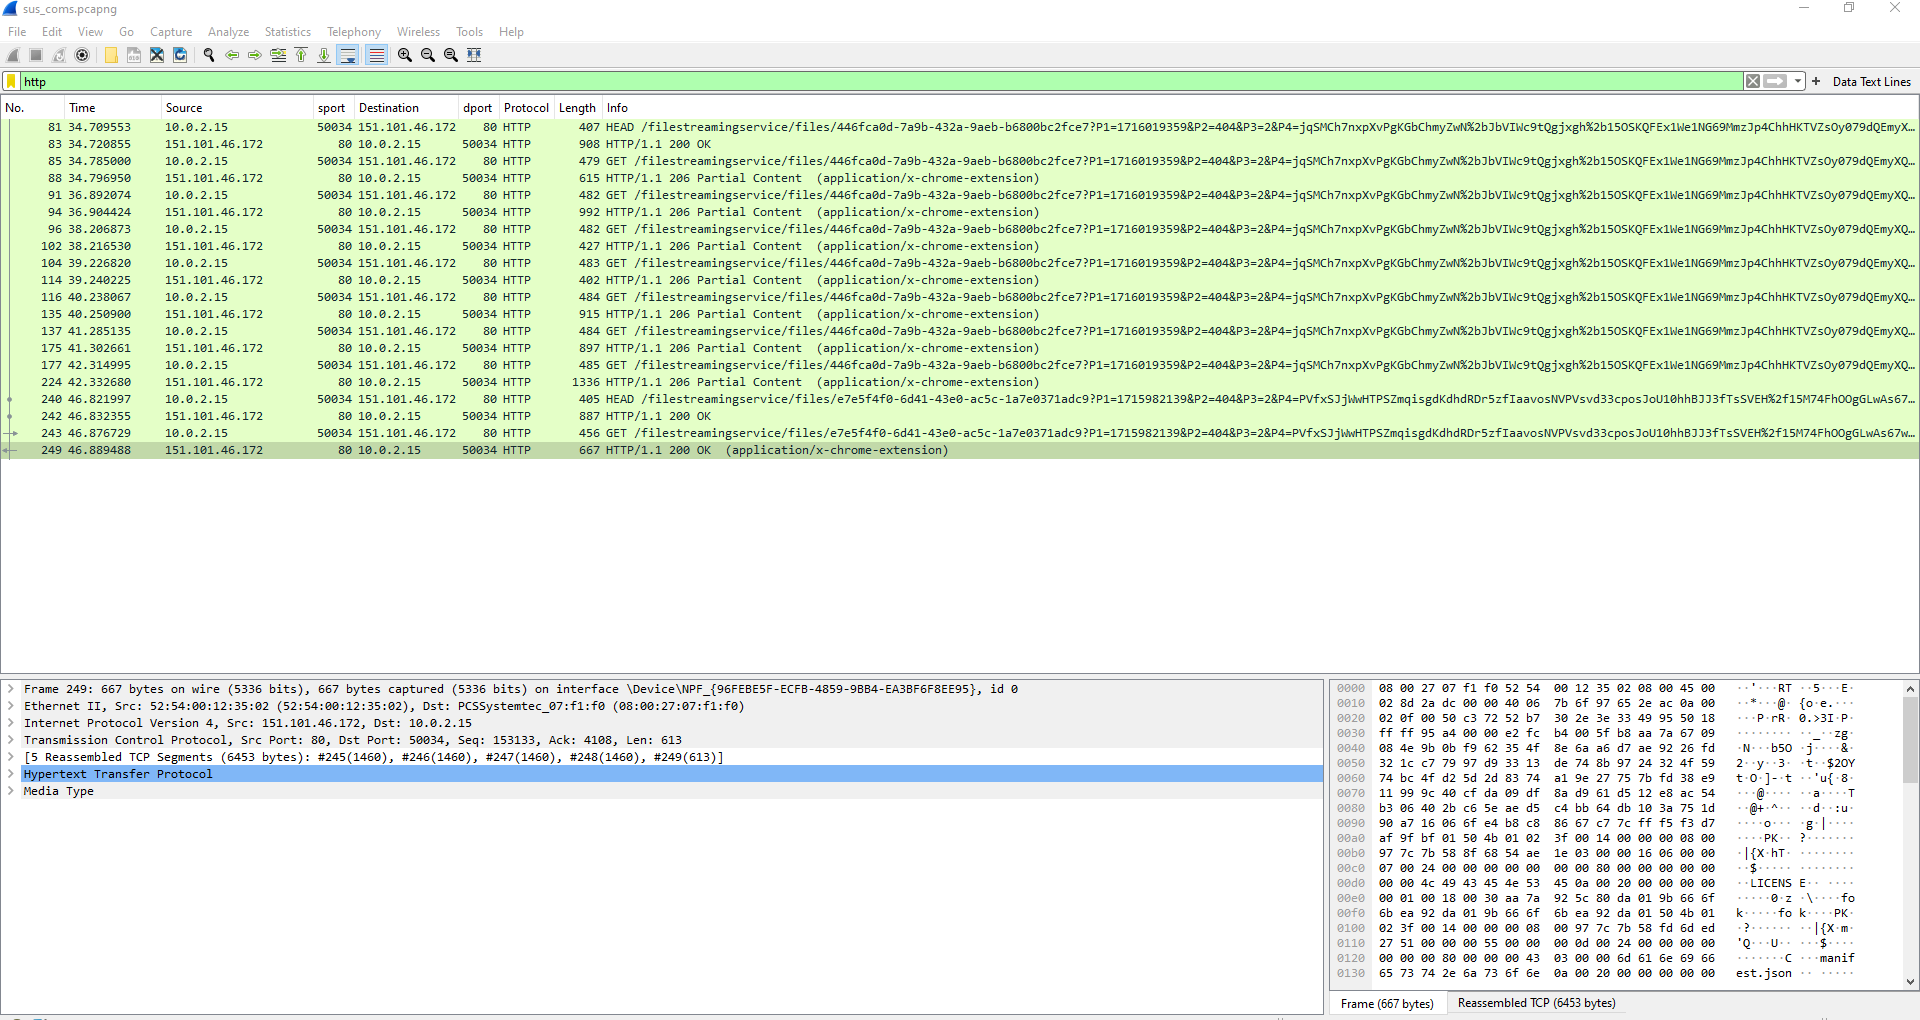 sus_coms.pcapng
File Edit View Go Capture Analyze Statistics Telephony Wireless Tools Help
http
Data Text Lines
No. Time Source sport Destination dport Protocol Length Info
81 34.709553 10.0.2.15 50034 151.101.46.172 80 HTTP 407 HEAD /filestreamingservice/files/446fca0d-7a9b-432a-9aeb-b6800bc2fce7?P1=1716019359&P2=404&P3=2&P4=jqSMCh7nxpXvPgKGbChmyZwN%2bJbVIWc9tQgjxgh%2b15OSKQFEx1We1NG69MmzJp4ChhHKTVZsOy079dQEmyXQ…
83 34.720855 151.101.46.172 80 10.0.2.15 50034 HTTP 908 HTTP/1.1 200 OK
85 34.785000 10.0.2.15 50034 151.101.46.172 80 HTTP 479 GET /filestreamingservice/files/446fca0d-7a9b-432a-9aeb-b6800bc2fce7?P1=1716019359&P2=404&P3=2&P4=jqSMCh7nxpXvPgKGbChmyZwN%2bJbVIWc9tQgjxgh%2b15OSKQFEx1We1NG69MmzJp4ChhHKTVZsOy079dQEmyXQ…
88 34.796950 151.101.46.172 80 10.0.2.15 50034 HTTP 615 HTTP/1.1 206 Partial Content (application/x-chrome-extension)
91 36.892074 10.0.2.15 50034 151.101.46.172 80 HTTP 482 GET /filestreamingservice/files/446fca0d-7a9b-432a-9aeb-b6800bc2fce7?P1=1716019359&P2=404&P3=2&P4=jqSMCh7nxpXvPgKGbChmyZwN%2bJbVIWc9tQgjxgh%2b15OSKQFEx1We1NG69MmzJp4ChhHKTVZsOy079dQEmyXQ…
94 36.904424 151.101.46.172 80 10.0.2.15 50034 HTTP 992 HTTP/1.1 206 Partial Content (application/x-chrome-extension)
96 38.206873 10.0.2.15 50034 151.101.46.172 80 HTTP 482 GET /filestreamingservice/files/446fca0d-7a9b-432a-9aeb-b6800bc2fce7?P1=1716019359&P2=404&P3=2&P4=jqSMCh7nxpXvPgKGbChmyZwN%2bJbVIWc9tQgjxgh%2b15OSKQFEx1We1NG69MmzJp4ChhHKTVZsOy079dQEmyXQ…
102 38.216530 151.101.46.172 80 10.0.2.15 50034 HTTP 427 HTTP/1.1 206 Partial Content (application/x-chrome-extension)
104 39.226820 10.0.2.15 50034 151.101.46.172 80 HTTP 483 GET /filestreamingservice/files/446fca0d-7a9b-432a-9aeb-b6800bc2fce7?P1=1716019359&P2=404&P3=2&P4=jqSMCh7nxpXvPgKGbChmyZwN%2bJbVIWc9tQgjxgh%2b15OSKQFEx1We1NG69MmzJp4ChhHKTVZsOy079dQEmyXQ…
114 39.240225 151.101.46.172 80 10.0.2.15 50034 HTTP 402 HTTP/1.1 206 Partial Content (application/x-chrome-extension)
116 40.238067 10.0.2.15 50034 151.101.46.172 80 HTTP 484 GET /filestreamingservice/files/446fca0d-7a9b-432a-9aeb-b6800bc2fce7?P1=1716019359&P2=404&P3=2&P4=jqSMCh7nxpXvPgKGbChmyZwN%2bJbVIWc9tQgjxgh%2b15OSKQFEx1We1NG69MmzJp4ChhHKTVZsOy079dQEmyXQ…
135 40.250900 151.101.46.172 80 10.0.2.15 50034 HTTP 915 HTTP/1.1 206 Partial Content (application/x-chrome-extension)
137 41.285135 10.0.2.15 50034 151.101.46.172 80 HTTP 484 GET /filestreamingservice/files/446fca0d-7a9b-432a-9aeb-b6800bc2fce7?P1=1716019359&P2=404&P3=2&P4=jqSMCh7nxpXvPgKGbChmyZwN%2bJbVIWc9tQgjxgh%2b15OSKQFEx1We1NG69MmzJp4ChhHKTVZsOy079dQEmyXQ…
175 41.302661 151.101.46.172 80 10.0.2.15 50034 HTTP 897 HTTP/1.1 206 Partial Content (application/x-chrome-extension)
177 42.314995 10.0.2.15 50034 151.101.46.172 80 HTTP 485 GET /filestreamingservice/files/446fca0d-7a9b-432a-9aeb-b6800bc2fce7?P1=1716019359&P2=404&P3=2&P4=jqSMCh7nxpXvPgKGbChmyZwN%2bJbVIWc9tQgjxgh%2b15OSKQFEx1We1NG69MmzJp4ChhHKTVZsOy079dQEmyXQ…
224 42.332680 151.101.46.172 80 10.0.2.15 50034 HTTP 1336 HTTP/1.1 206 Partial Content (application/x-chrome-extension)
240 46.821997 10.0.2.15 50034 151.101.46.172 80 HTTP 405 HEAD /filestreamingservice/files/e7e5f4f0-6d41-43e0-ac5c-1a7e0371adc9?P1=1715982139&P2=404&P3=2&P4=PVfxSJjWwHTPSZmqisgdKdhdRDr5zfIaavosNVPVsvd33cposJoU10hhBJJ3fTsSVEH%2f15M74FhOOgGLwAs67…
242 46.832355 151.101.46.172 80 10.0.2.15 50034 HTTP 887 HTTP/1.1 200 OK
243 46.876729 10.0.2.15 50034 151.101.46.172 80 HTTP 456 GET /filestreamingservice/files/e7e5f4f0-6d41-43e0-ac5c-1a7e0371adc9?P1=1715982139&P2=404&P3=2&P4=PVfxSJjWwHTPSZmqisgdKdhdRDr5zfIaavosNVPVsvd33cposJoU10hhBJJ3fTsSVEH%2f15M74FhOOgGLwAs67w…
249 46.889488 151.101.46.172 80 10.0.2.15 50034 HTTP 667 HTTP/1.1 200 OK (application/x-chrome-extension)
Frame 249: 667 bytes on wire (5336 bits), 667 bytes captured (5336 bits) on interface \Device\NPF_{96FEBE5F-ECFB-4859-9BB4-EA3BF6F8EE95}, id 0
Ethernet II, Src: 52:54:00:12:35:02 (52:54:00:12:35:02), Dst: PCSSystemtec_07:f1:f0 (08:00:27:07:f1:f0)
Internet Protocol Version 4, Src: 151.101.46.172, Dst: 10.0.2.15
Transmission Control Protocol, Src Port: 80, Dst Port: 50034, Seq: 153133, Ack: 4108, Len: 613
[5 Reassembled TCP Segments (6453 bytes): #245(1460), #246(1460), #247(1460), #248(1460), #249(613)]
Hypertext Transfer Protocol
Media Type
0000 08 00 27 07 f1 f0 52 54 00 12 35 02 08 00 45 00 ··'···RT ··5···E·
0010 02 8d 2a dc 00 00 40 06 7b 6f 97 65 2e ac 0a 00 ··*···@· {o·e.···
0020 02 0f 00 50 c3 72 52 b7 30 2e 3e 33 49 95 50 18 ···P·rR· 0.>3I·P·
0030 ff ff 95 a4 00 00 e2 fc b4 00 5f b8 aa 7a 67 09 ········ ··_··zg·
0040 08 4e 9b 0b f9 62 35 4f 8e 6a a6 d7 ae 92 26 fd ·N···b5O ·j····&·
0050 32 1c c7 79 97 d9 33 13 de 74 8b 97 24 32 4f 59 2··y··3· ·t··$2OY
0060 74 bc 4f d2 5d 2d 83 74 a1 9e 27 75 7b fd 38 e9 t·O·]-·t ··'u{·8·
0070 11 99 9c 40 cf da 09 df 8a d9 61 d5 12 e8 ac 54 ···@···· ··a····T
0080 b3 06 40 2b c6 5e ae d5 c4 bb 64 db 10 3a 75 1d ··@+·^·· ··d··:u·
0090 90 a7 16 06 6f e4 b8 c8 86 67 c7 7c ff f5 f3 d7 ····o··· ·g·|····
00a0 af 9f bf 01 50 4b 01 02 3f 00 14 00 00 00 08 00 ····PK·· ?·······
00b0 97 7c 7b 58 8f 68 54 ae 1e 03 00 00 16 06 00 00 ·|{X·hT· ········
00c0 07 00 24 00 00 00 00 00 00 00 80 00 00 00 00 00 ··$····· ········
00d0 00 00 4c 49 43 45 4e 53 45 0a 00 20 00 00 00 00 ··LICENS E·· ····
00e0 00 01 00 18 00 30 aa 7a 92 5c 80 da 01 9b 66 6f ·····0·z ·\····fo
00f0 6b ea 92 da 01 9b 66 6f 6b ea 92 da 01 50 4b 01 k·····fo k····PK·
0100 02 3f 00 14 00 00 00 08 00 97 7c 7b 58 fd 6d ed ·?······ ··|{X·m·
0110 27 51 00 00 00 55 00 00 00 0d 00 24 00 00 00 00 'Q···U·· ···$····
0120 00 00 00 80 00 00 00 43 03 00 00 6d 61 6e 69 66 ·······C ···manif
0130 65 73 74 2e 6a 73 6f 6e 0a 00 20 00 00 00 00 00 est.json ·· ·····
Frame (667 bytes) Reassembled TCP (6453 bytes)